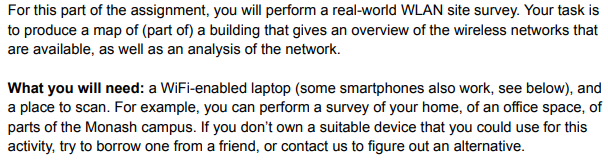 For this part of the assignment, you will perform a real-world WLAN site survey. Your task is
to produce a map of (part of) a building that gives an overview of the wireless networks that
are available, as well as an analysis of the network.
What you will need: a WiFi-enabled laptop (some smartphones also work, see below), and
a place to scan. For example, you can perform a survey of your home, of an office space, of
parts of the Monash campus. If you don't own a suitable device that you could use for this
activity, try to borrow one from a friend, or contact us to figure out an alternative.